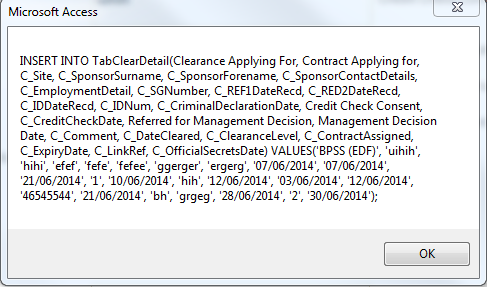 Microsoft Access
INSERT INTO TabClearDetail(Clearance Applying For, Contract Applying for,
C_Site, C_SponsorSurname, C_SponsorForename, C_SponsorContactDetails,
C_EmploymentDetail, C_SGNumber, C_REF1DateRecd, C_RED2DateRecd,
C_IDDateRecd, C_IDNum, C_CriminalDeclarationDate, Credit Check Consent,
C_CreditCheckDate, Referred for Management Decision, Management Decision
Date, C_Comment, C_DateCleared, C_ClearanceLevel, C_ContractAssigned,
C_ExpiryDate, C_LinkRef, C_OfficialSecretsDate) VALUES('BPSS (EDF)', 'uihih',
'hihi', 'efef', 'fefe', 'fefee', 'ggerger', 'ergerg', '07/06/2014', '07/06/2014',
'21/06/2014', '1', '10/06/2014', 'hih', '12/06/2014', '03/06/2014', '12/06/2014',
'46545544', '21/06/2014', 'bh', 'grgeg', '28/06/2014', '2', '30/06/2014');
OK